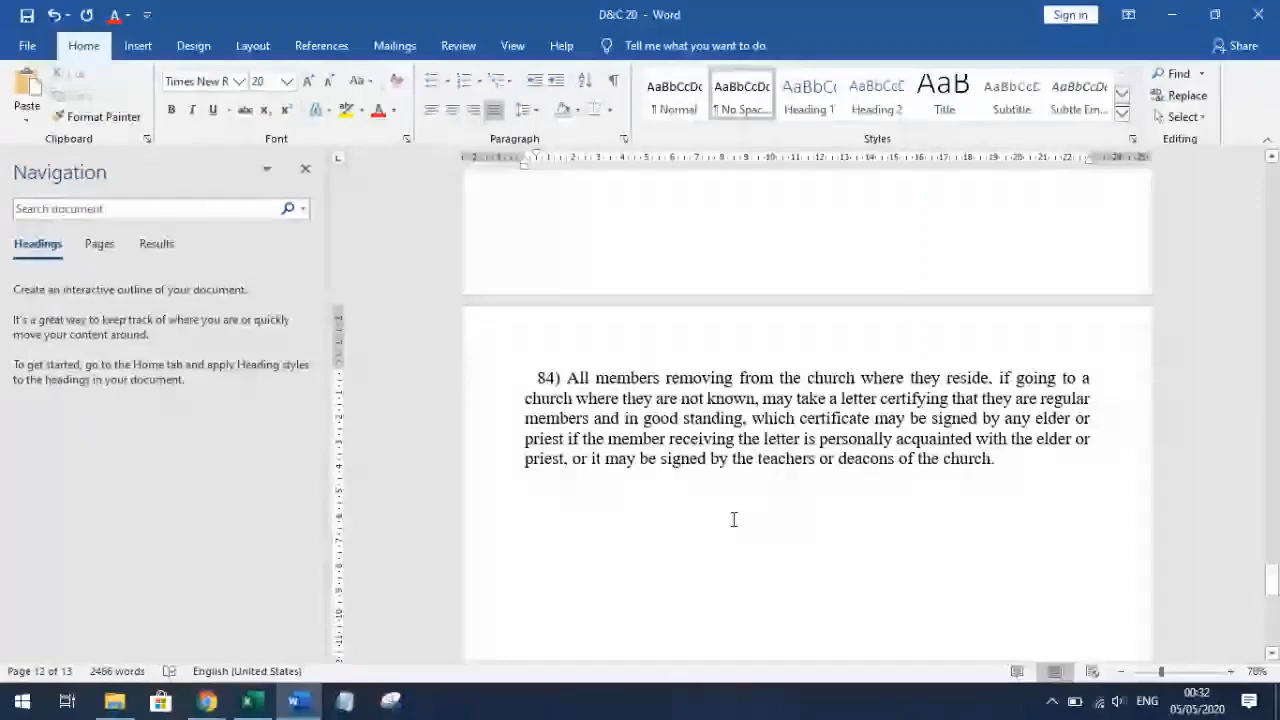 D&C 20 - Word
Sign in
File Home Insert Design Layout References Mailings Review View Help Tell me what you want to do. Share
Paste
Format Painter
Clipboard
Times New R 20
Aa
B I U abc x₂ x²
Font
Paragraph
AaBbCcDc AaBbCcDc AaBbC( AaBbCcC AaB AaBbCcC AaBbCcDc
¶ Normal ¶ No Spac... Heading 1 Heading 2 Title Subtitle Subtle Em...
Styles
Find
Replace
Select
Editing
Navigation
Search document
Headings Pages Results
Create an interactive outline of your document.
It's a great way to keep track of where you are or quickly
move your content around.
To get started, go to the Home tab and apply Heading styles
to the headings in your document.
84) All members removing from the church where they reside, if going to a
church where they are not known, may take a letter certifying that they are regular
members and in good standing, which certificate may be signed by any elder or
priest if the member receiving the letter is personally acquainted with the elder or
priest, or it may be signed by the teachers or deacons of the church.
Page 12 of 13 2466 words English (United States) 78%
ENG
00:32
05/05/2020